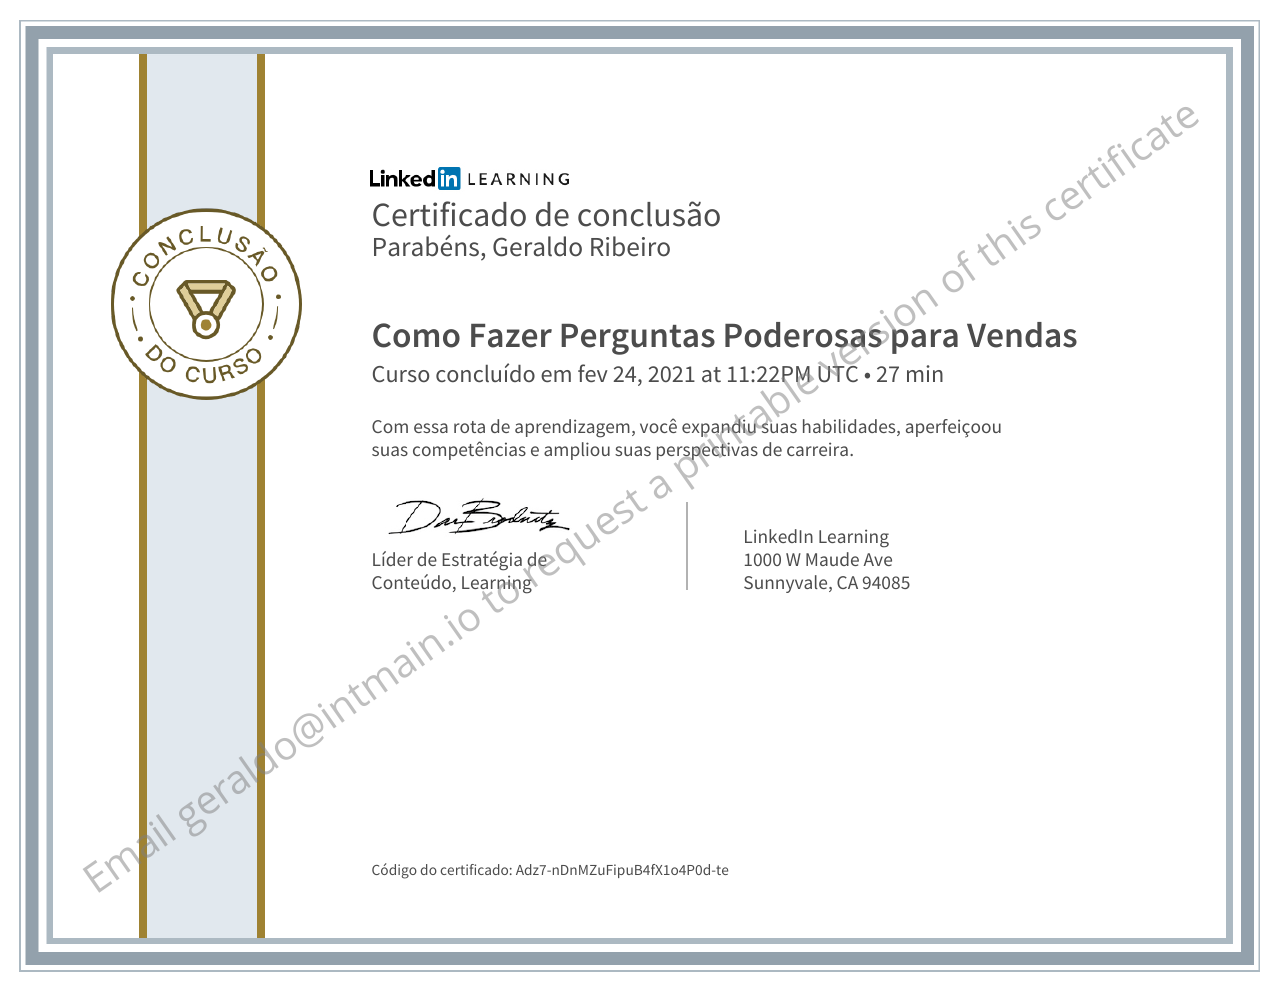 LinkedIn LEARNING
Certificado de conclusão
Parabéns, Geraldo Ribeiro
CONCLUSÃO
DO CURSO
Como Fazer Perguntas Poderosas para Vendas
Curso concluído em fev 24, 2021 at 11:22PM UTC • 27 min
Com essa rota de aprendizagem, você expandiu suas habilidades, aperfeiçoou
suas competências e ampliou suas perspectivas de carreira.
Líder de Estratégia de
Conteúdo, Learning
LinkedIn Learning
1000 W Maude Ave
Sunnyvale, CA 94085
Código do certificado: Adz7-nDnMZuFipuB4fX1o4P0d-te
Email geraldo@intmain.io to request a printable version of this certificate